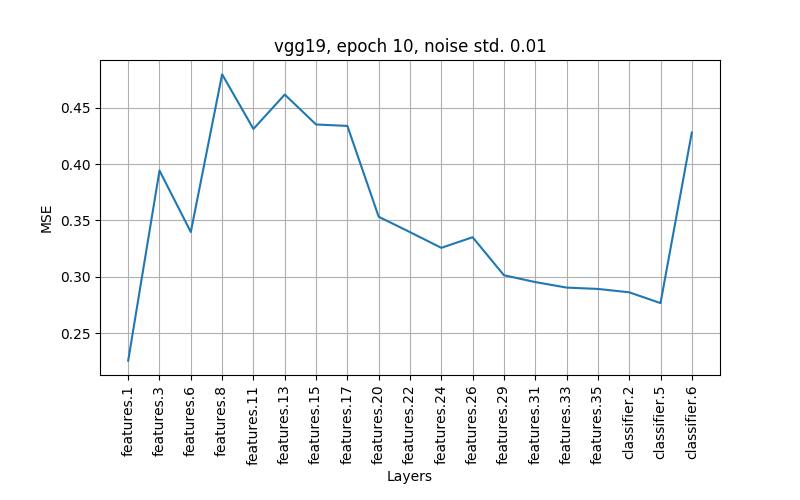 vgg19, epoch 10, noise std. 0.01
MSE
0.45
0.40
0.35
0.30
0.25
features.1
features.3
features.6
features.8
features.11
features.13
features.15
features.17
features.20
features.22
features.24
features.26
features.29
features.31
features.33
features.35
classifier.2
classifier.5
classifier.6
Layers